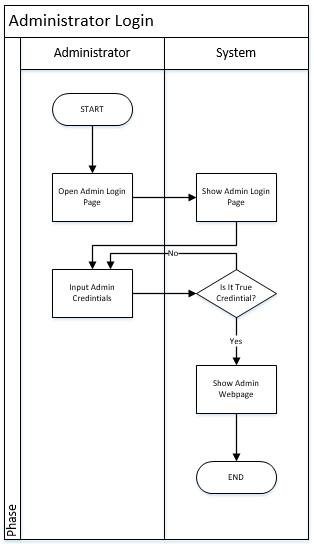 Administrator Login
Administrator
System
START
Open Admin Login
Page
Show Admin Login
Page
No
Input Admin
Credintials
Is It True
Credintial?
Yes
Show Admin
Webpage
END
Phase